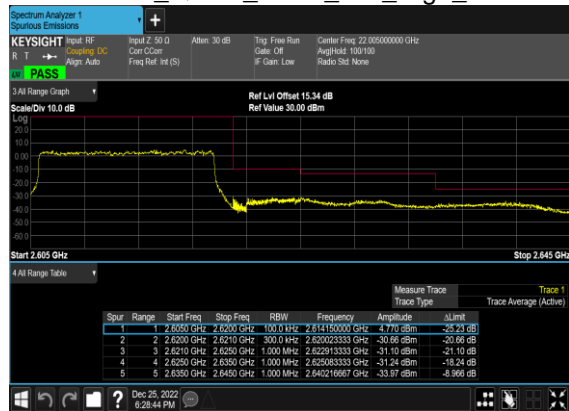 Spectrum Analyzer 1
Spurious Emissions
KEYSIGHT Input: RF Input Z: 50 Ω Atten: 30 dB Trig: Free Run Center Freq: 22.005000000 GHz
R T Coupling: DC Corr CCorr Gate: Off Avg|Hold: 100/100
Align: Auto Freq Ref: Int (S) IF Gain: Low Radio Std: None
PASS
3 All Range Graph
Ref Lvl Offset 15.34 dB
Scale/Div 10.0 dB Ref Value 30.00 dBm
Log
20.0
10.0
0.00
-10.0
-20.0
-30.0
-40.0
-50.0
-60.0
Start 2.605 GHz Stop 2.645 GHz
4 All Range Table
Measure Trace Trace 1
Trace Type Trace Average (Active)
Spur Range Start Freq Stop Freq RBW Frequency Amplitude ΔLimit
1 1 2.6050 GHz 2.6200 GHz 100.0 kHz 2.614150000 GHz 4.770 dBm -25.23 dB
2 2 2.6200 GHz 2.6210 GHz 300.0 kHz 2.620023333 GHz -30.66 dBm -20.66 dB
3 3 2.6210 GHz 2.6250 GHz 1.000 MHz 2.622913333 GHz -31.10 dBm -21.10 dB
4 4 2.6250 GHz 2.6350 GHz 1.000 MHz 2.625083333 GHz -31.24 dBm -18.24 dB
5 5 2.6350 GHz 2.6450 GHz 1.000 MHz 2.640216667 GHz -33.97 dBm -8.966 dB
Dec 25, 2022
6:28:44 PM